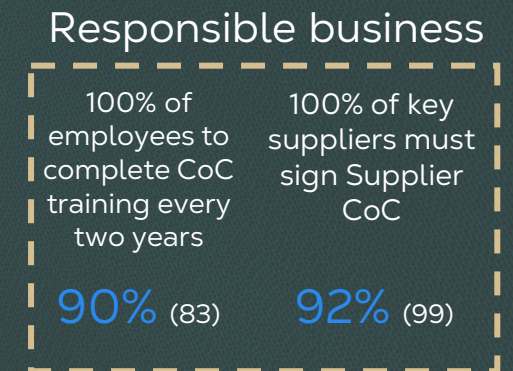 Responsible business
100% of
employees to
complete CoC
training every
two years
90% (83)
100% of key
suppliers must
sign Supplier
CoC
92% (99)